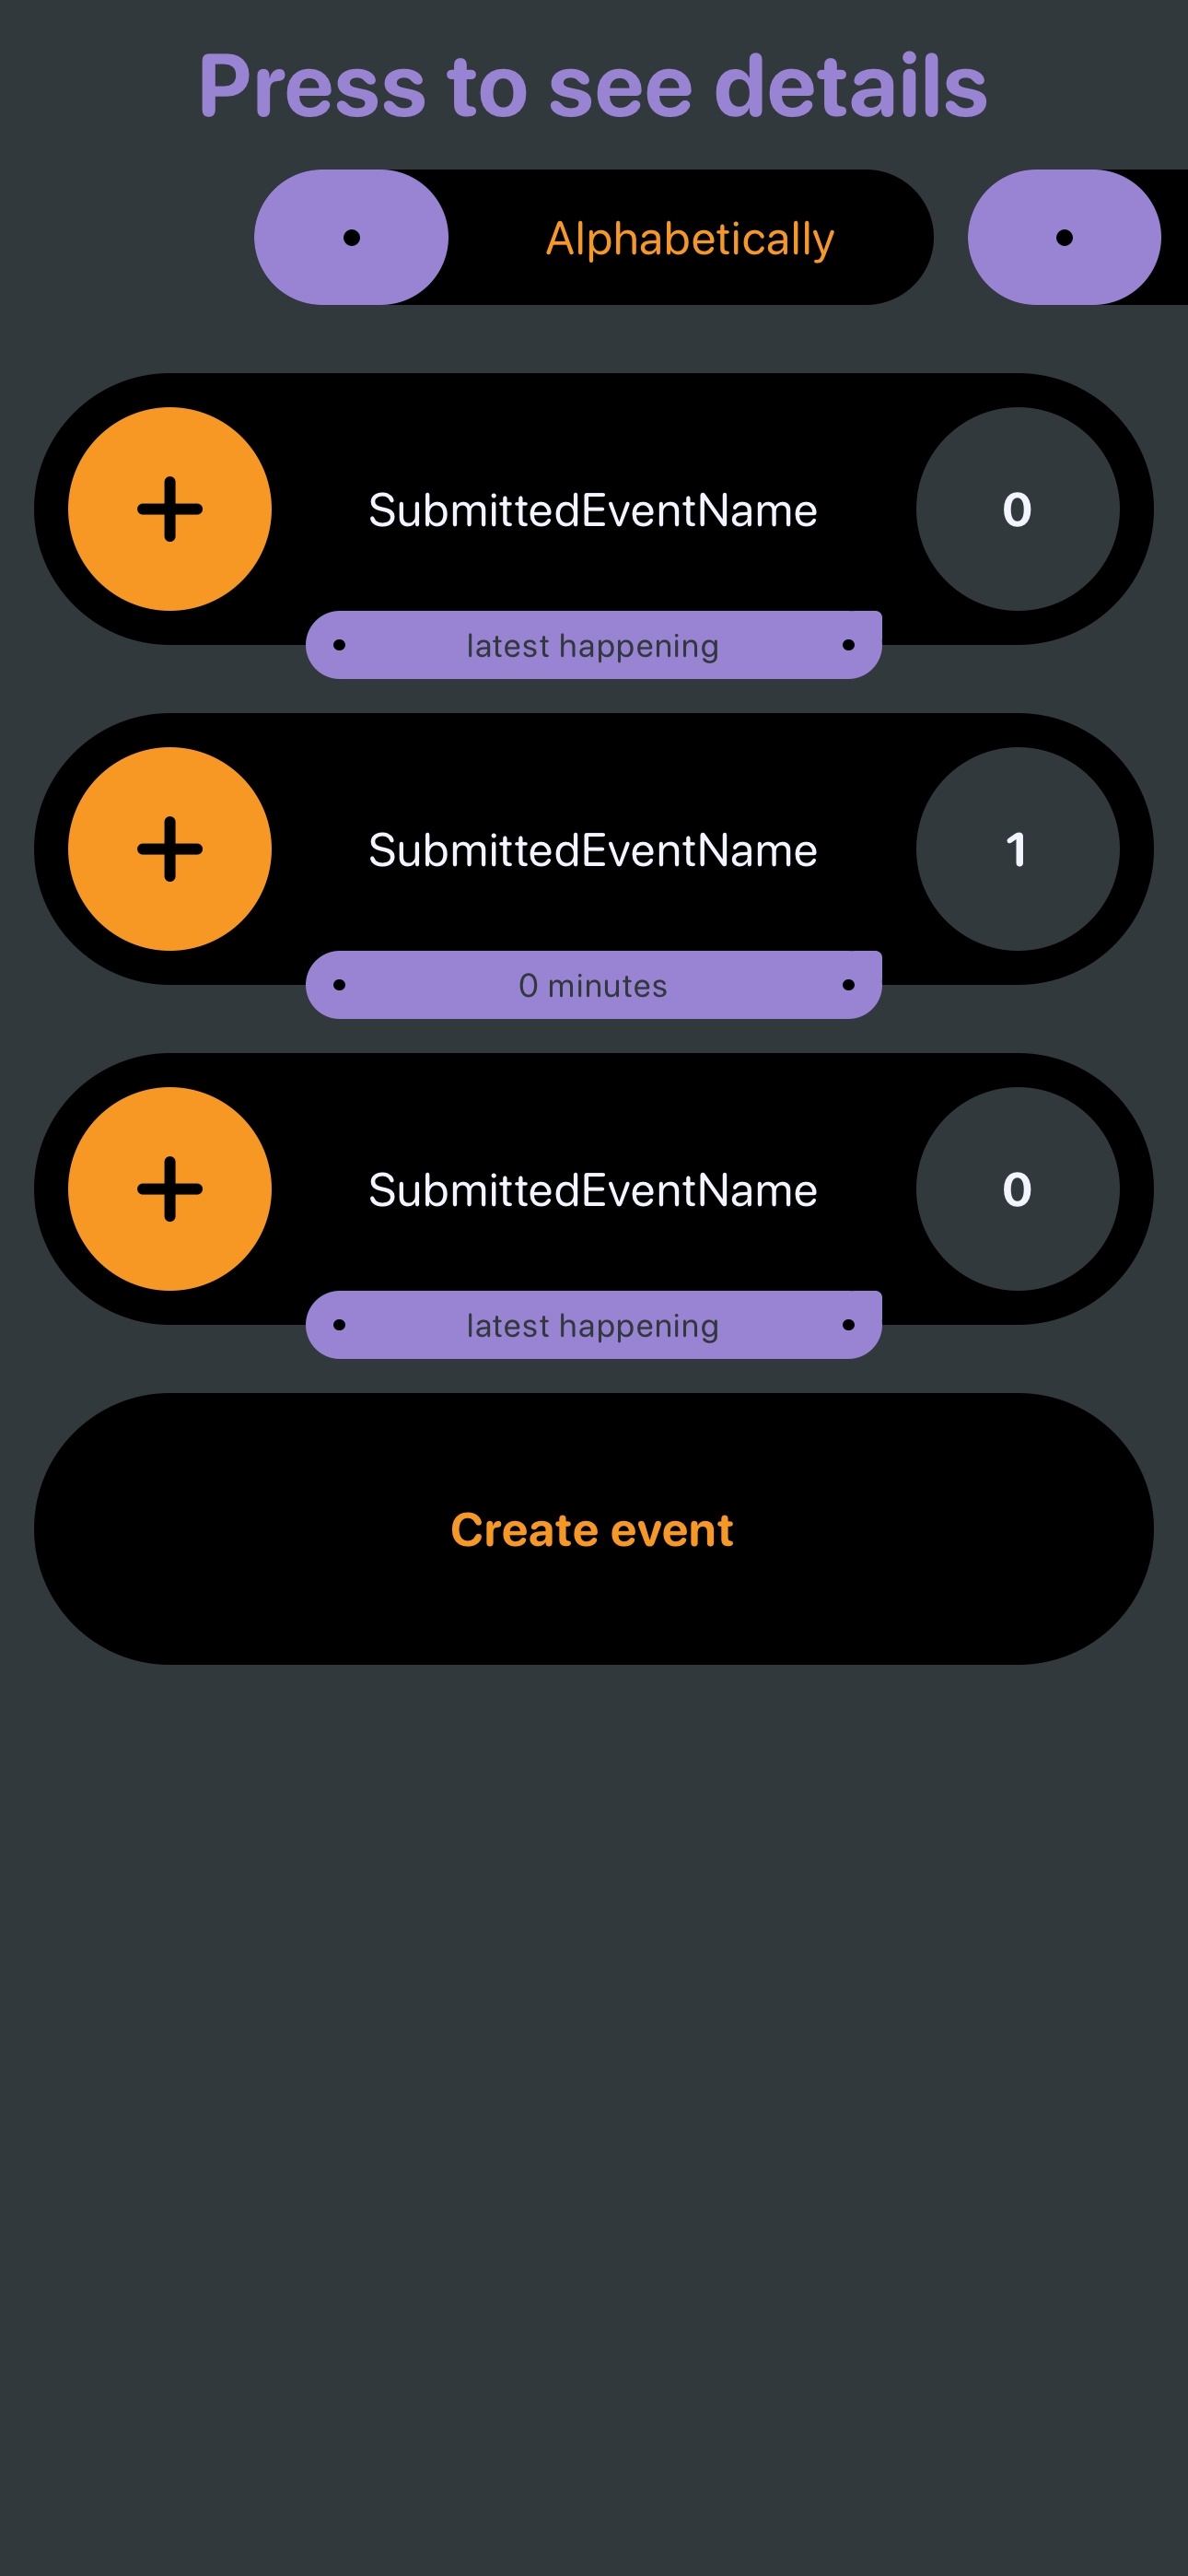 Press to see details
Alphabetically
SubmittedEventName
0
latest happening
SubmittedEventName
1
0 minutes
SubmittedEventName
0
latest happening
Create event